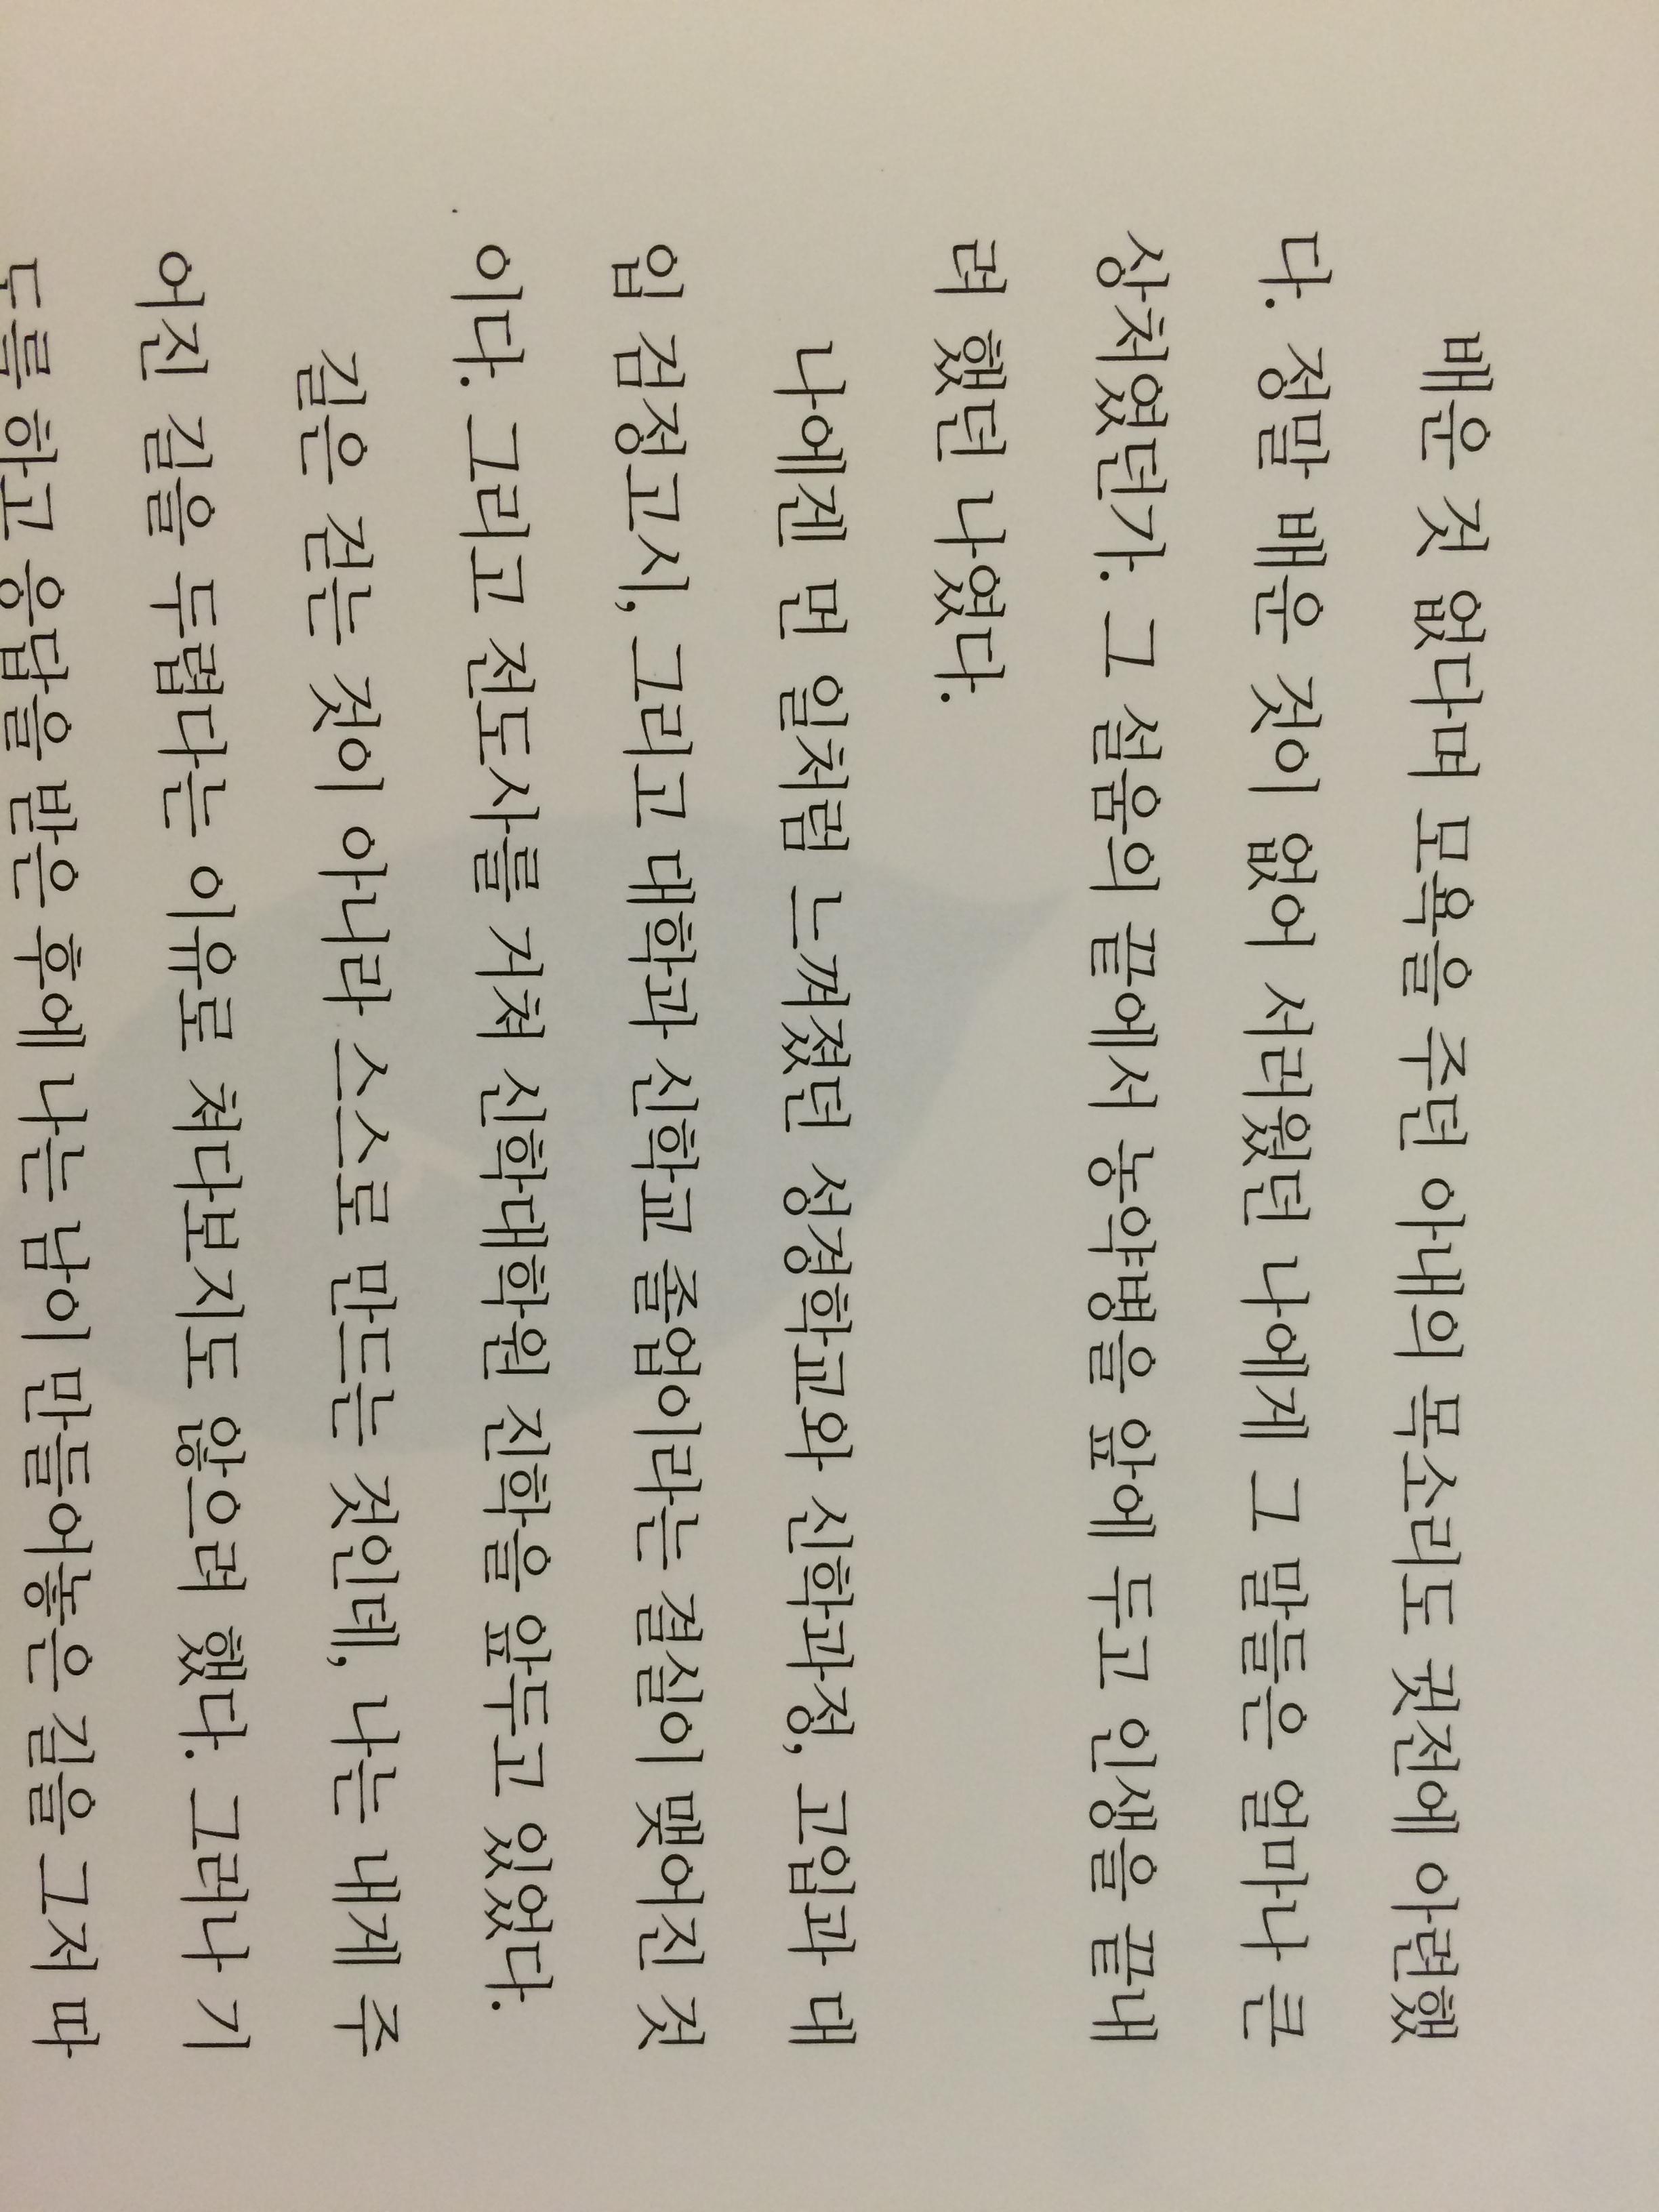 배운 것 없다며 모욕을 주던 아내의 목소리도 귓전에 아련했
다. 정말 배운 것이 없어 서러웠던 나에게 그 말들은 얼마나 큰
상처였던가. 그 설움의 끝에서 농약병을 앞에 두고 인생을 끝내
려 했던 나였다.
나에겐 먼 일처럼 느껴졌던 성경학교와 신학과정, 고입과 대
입 검정고시, 그리고 대학과 신학교 졸업이라는 결실이 맺어진 것
이다. 그리고 전도사를 거쳐 신학대학원 진학을 앞두고 있었다.
길은 걷는 것이 아니라 스스로 만드는 것인데, 나는 내게 주
어진 길을 두렵다는 이유로 쳐다보지도 않으려 했다. 그러나 기
도를 하고 응답을 받은 후에 나는 남이 만들어놓은 길을 그저 따